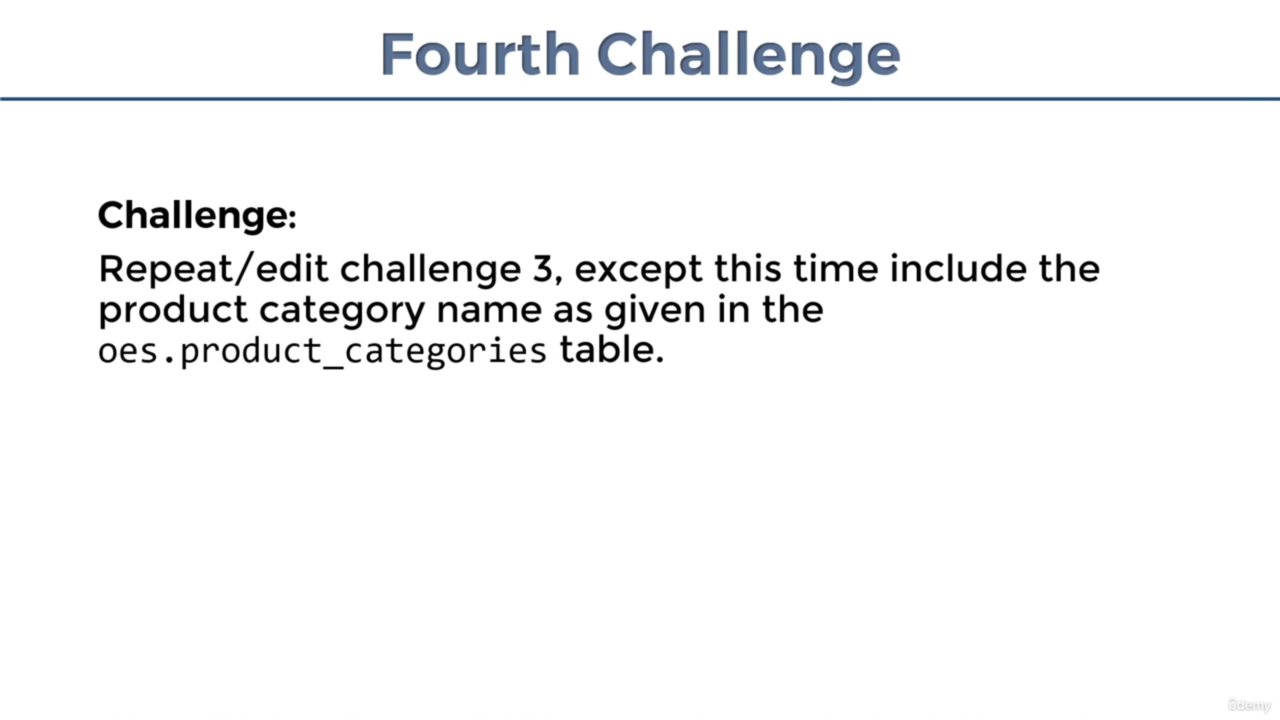 Fourth Challenge
Challenge:
Repeat/edit challenge 3, except this time include the
product category name as given in the
oes.product_categories table.
ûdemy